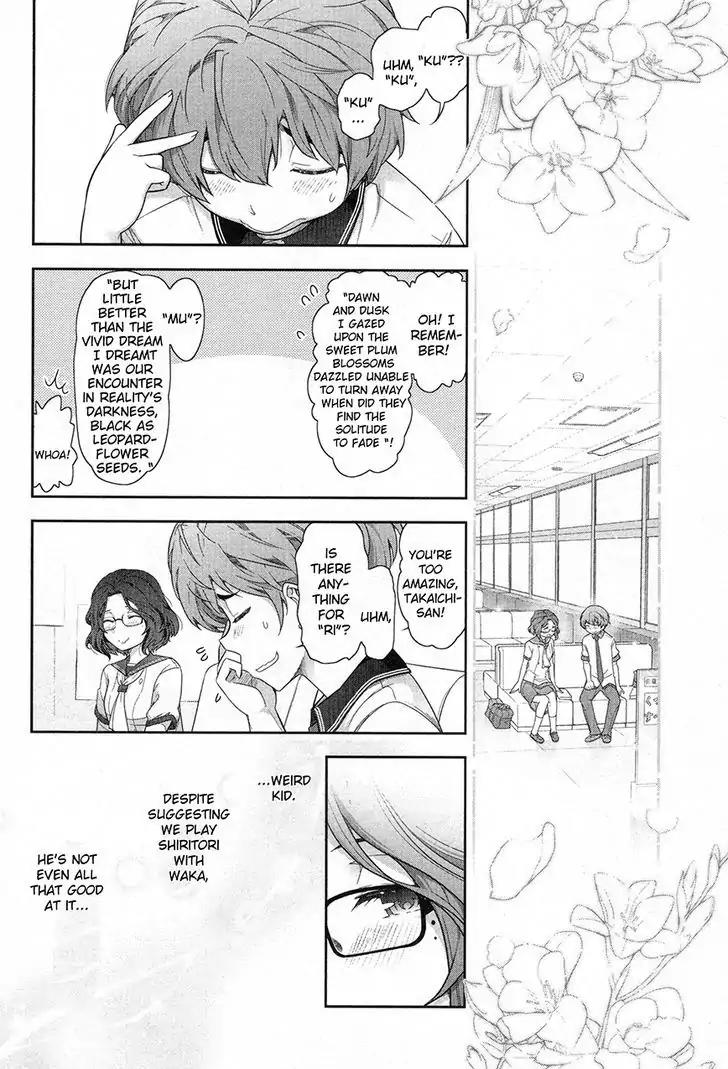 UHM, "KU"??
"KU",
"KU"
...
OH! I
REMEM-
BER!
"DAWN
AND DUSK
I GAZED
UPON THE
SWEET PLUM
BLOSSOMS
DAZZLED UNABLE
TO TURN AWAY
WHEN DID THEY
FIND THE
SOLITUDE
TO FADE"!
"MU"?
"BUT
LITTLE
BETTER
THAN THE
VIVID DREAM
I DREAMT
WAS OUR
ENCOUNTER
IN REALITY'S
DARKNESS,
BLACK AS
LEOPARD-
FLOWER
SEEDS. "
WHOA!
YOU'RE
TOO
AMAZING,
TAKAICHI-
SAN!
UHM,
IS
THERE
ANY-
THING
FOR
"RI"?
...WEIRD
KID.
DESPITE
SUGGESTING
WE PLAY
SHIRITORI
WITH
WAKA,
HE'S NOT
EVEN ALL
THAT GOOD
AT IT...